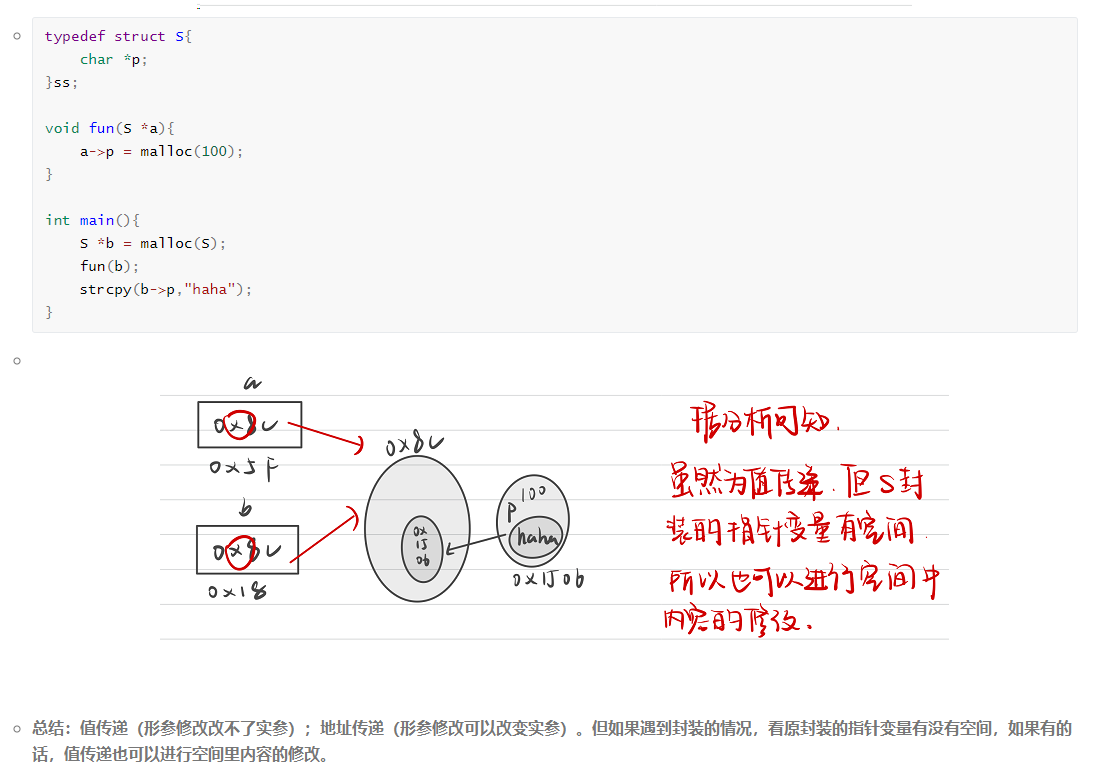 typedef struct S{
char *p;
}ss;
void fun(S *a){
a->p = malloc(100);
}
int main(){
S *b = malloc(S);
fun(b);
strcpy(b->p,"haha");
}
a
0x8c
0x5F
b
0x8c
0x18
0x8c
0x
15
06
100
p
haha
0x1506
据分析可知.
虽然为值传递.但S封
装的指针变量有空间.
所以也可以进行空间中
内容的修改.
总结：值传递（形参修改改不了实参）；地址传递（形参修改可以改变实参）。但如果遇到封装的情况，看原封装的指针变量有没有空间，如果有的
话，值传递也可以进行空间里内容的修改。